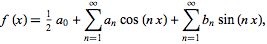 f (x) = 1/2 a₀ + ∑_{n=1}^{∞} aₙ cos (n x) + ∑_{n=1}^{∞} bₙ sin (n x),